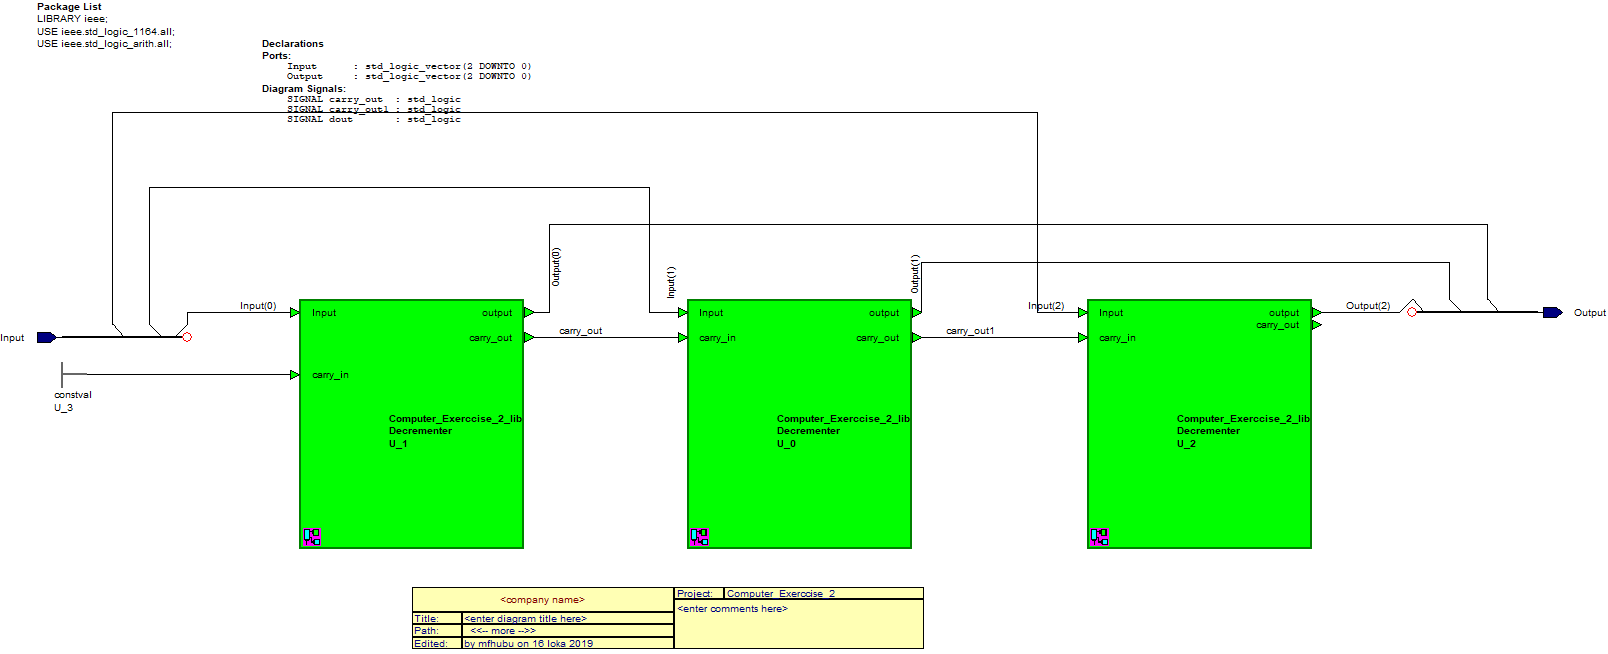 Package List
LIBRARY ieee;
USE ieee.std_logic_1164.all;
USE ieee.std_logic_arith.all;
Declarations
Ports:
Input : std_logic_vector(2 DOWNTO 0)
Output : std_logic_vector(2 DOWNTO 0)
Diagram Signals:
SIGNAL carry_out : std_logic
SIGNAL carry_out1 : std_logic
SIGNAL dout : std_logic
Output(0)
Input(1)
Output(1)
Input(0)
Input(2)
Output(2)
Input
Input
output
carry_out
carry_in
carry_out
Input
output
carry_in
carry_out
carry_out1
Input
output
carry_out
carry_in
Output
constval
U_3
Computer_Exerccise_2_lib
Decrementer
U_1
Computer_Exerccise_2_lib
Decrementer
U_0
Computer_Exerccise_2_lib
Decrementer
U_2
<company name>
Project: Computer_Exerccise_2
<enter comments here>
Title: <enter diagram title here>
Path: <<-- more -->>
Edited: by mfhubu on 16 loka 2019